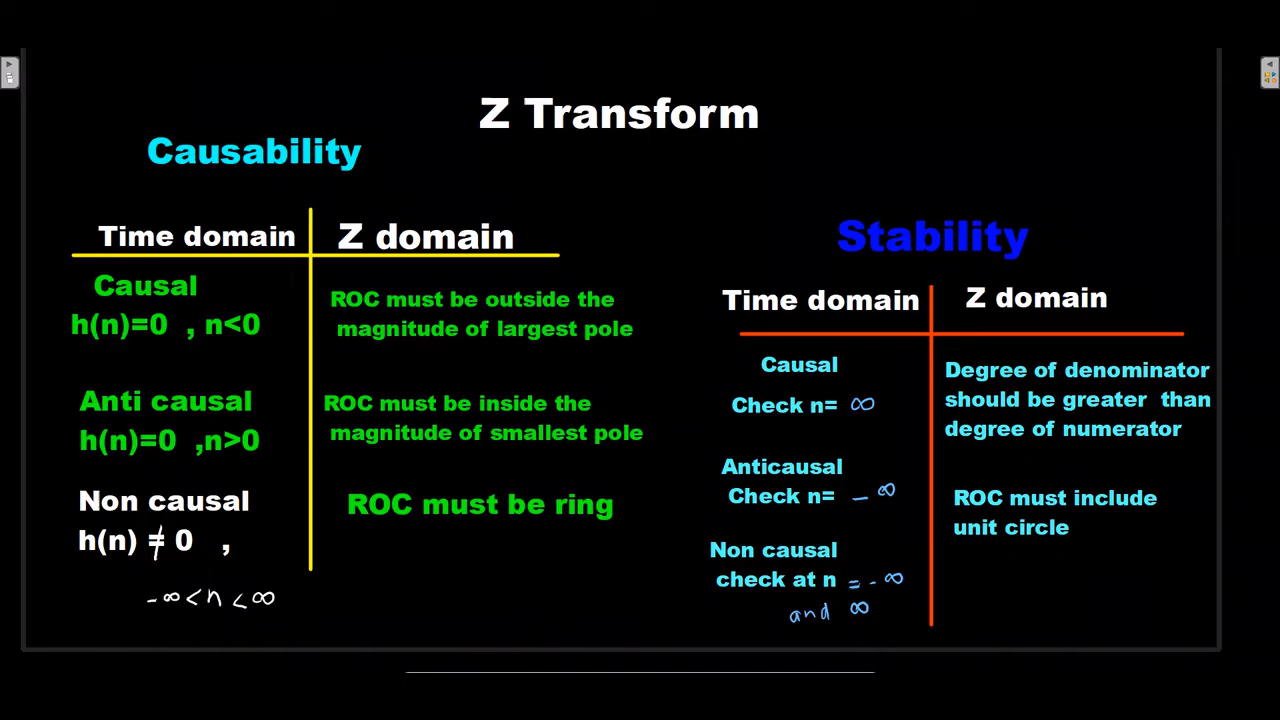 Z Transform
Causability
Time domain
Z domain
Causal
h(n)=0 , n<0
ROC must be outside the
magnitude of largest pole
Anti causal
h(n)=0 ,n>0
ROC must be inside the
magnitude of smallest pole
Non causal
h(n) ≠ 0 ,
-∞ < n < ∞
ROC must be ring
Stability
Time domain
Z domain
Causal
Check n= ∞
Anticausal
Check n= -∞
Non causal
check at n = -∞
and ∞
Degree of denominator
should be greater than
degree of numerator
ROC must include
unit circle